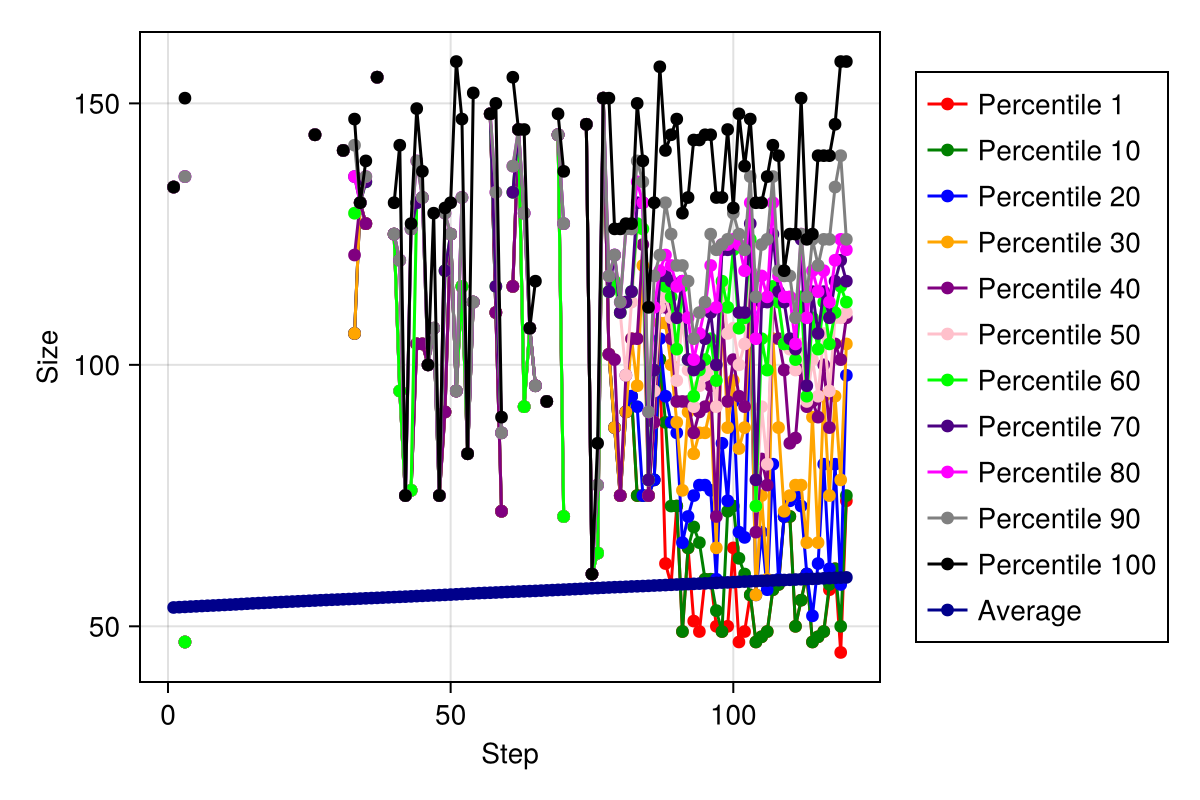 150
100
50
Size
0
50
100
Step
Percentile 1
Percentile 10
Percentile 20
Percentile 30
Percentile 40
Percentile 50
Percentile 60
Percentile 70
Percentile 80
Percentile 90
Percentile 100
Average